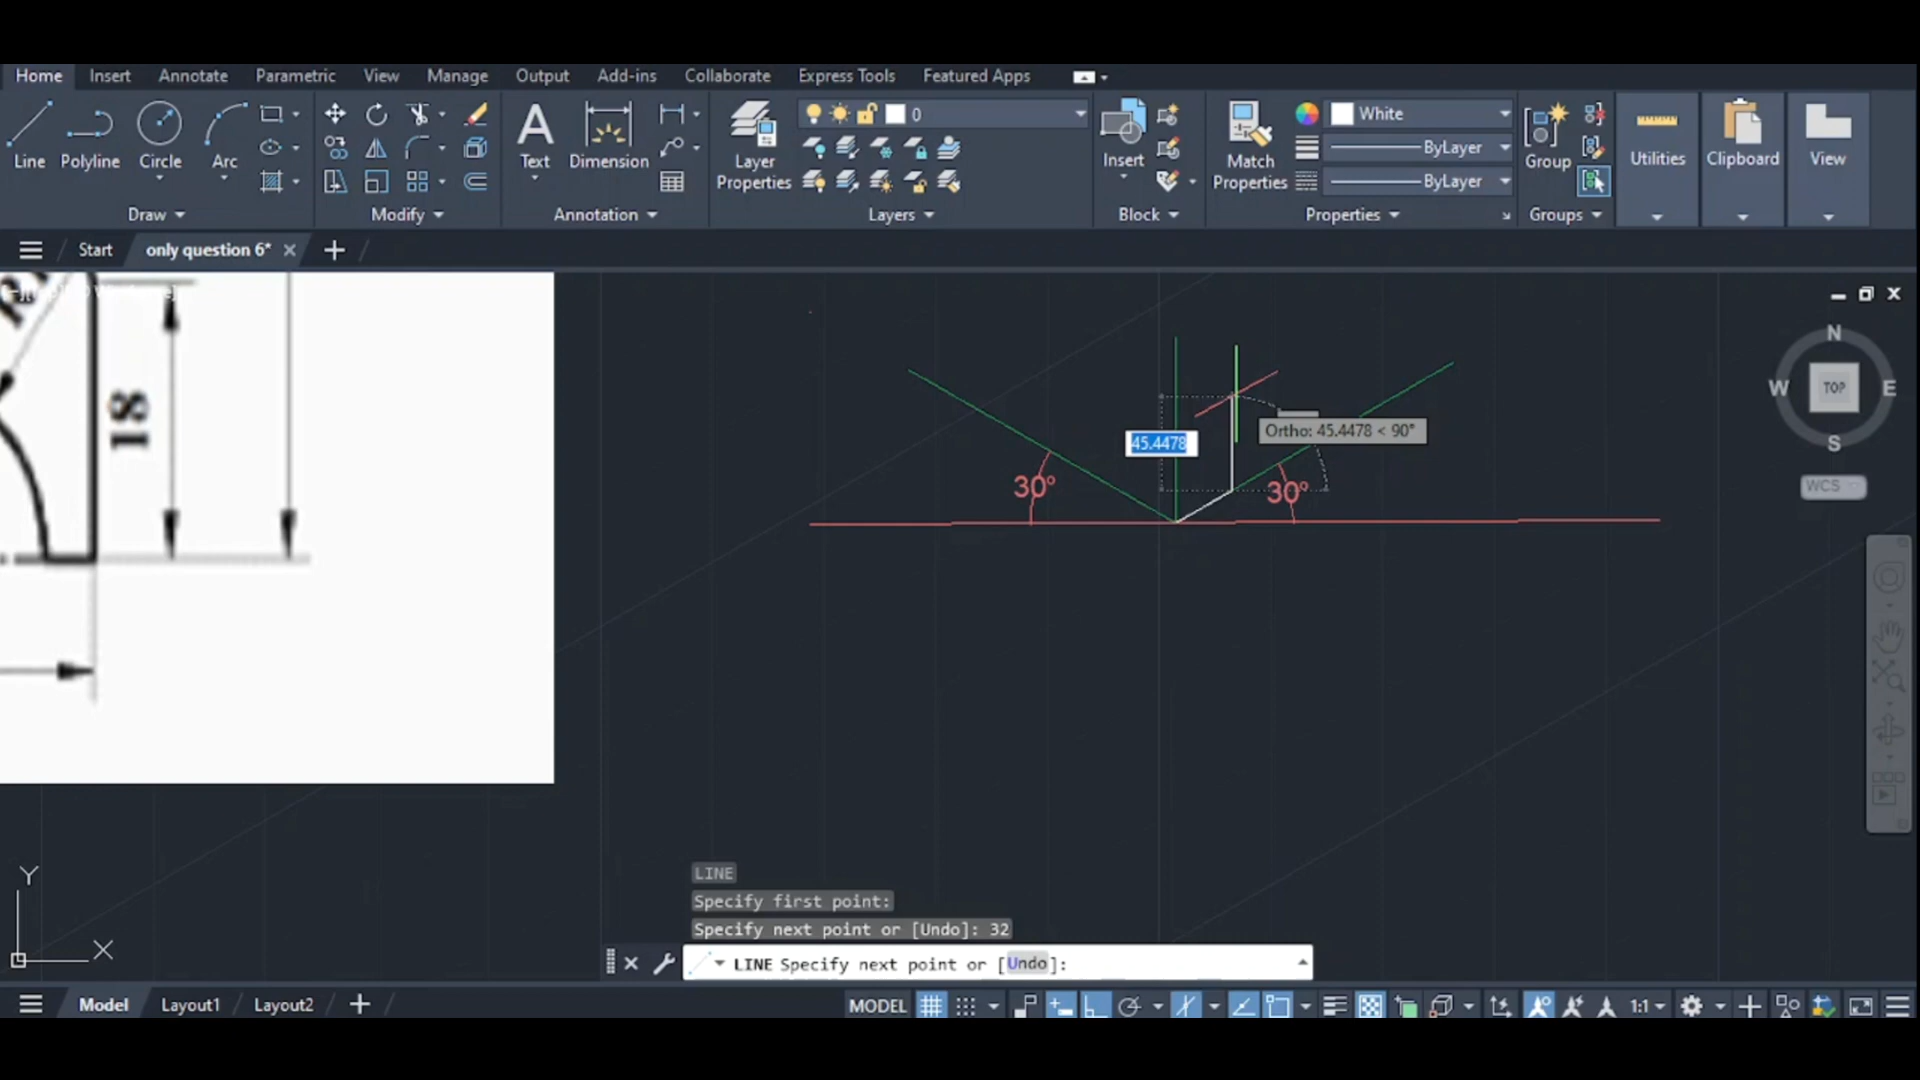 Home Insert Annotate Parametric View Manage Output Add-ins Collaborate Express Tools Featured Apps
0
White
Line Polyline Circle Arc Text Dimension Layer Properties Insert Match Properties ByLayer ByLayer Group Utilities Clipboard View
Draw Modify Annotation Layers Block Properties Groups
Start only question 6*
N
W TOP E
S
WCS
18
45.4478
Ortho: 45.4478 < 90°
30°
30°
Y
X
LINE
Specify first point:
Specify next point or [Undo]: 32
LINE Specify next point or [Undo]:
Model Layout1 Layout2 MODEL 1:1